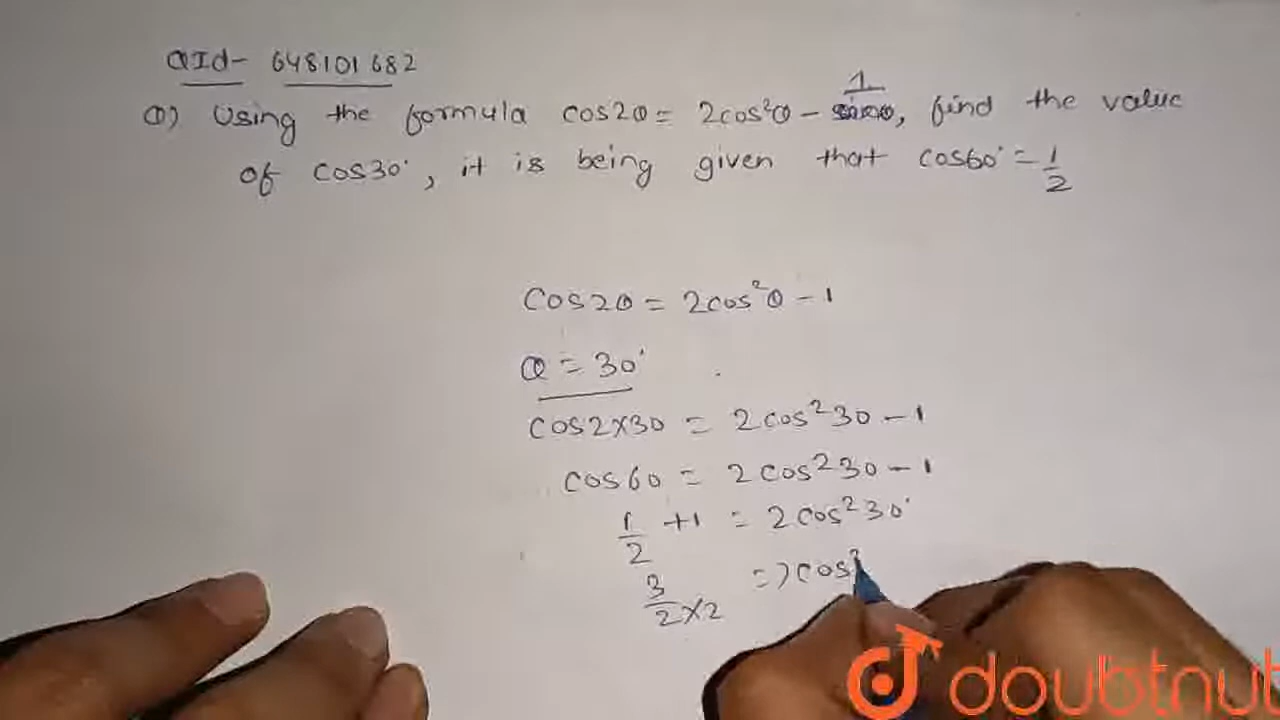 QId- 648101682
Q) Using the formula cos2θ = 2cos²θ - 1, find the value
of cos30°, it is being given that cos60° = 1/2
cos2θ = 2cos²θ - 1
θ = 30°
cos2×30 = 2cos²30 - 1
cos60 = 2cos²30 - 1
1/2 + 1 = 2cos²30°
3/2×2 => cos²
doubtnut